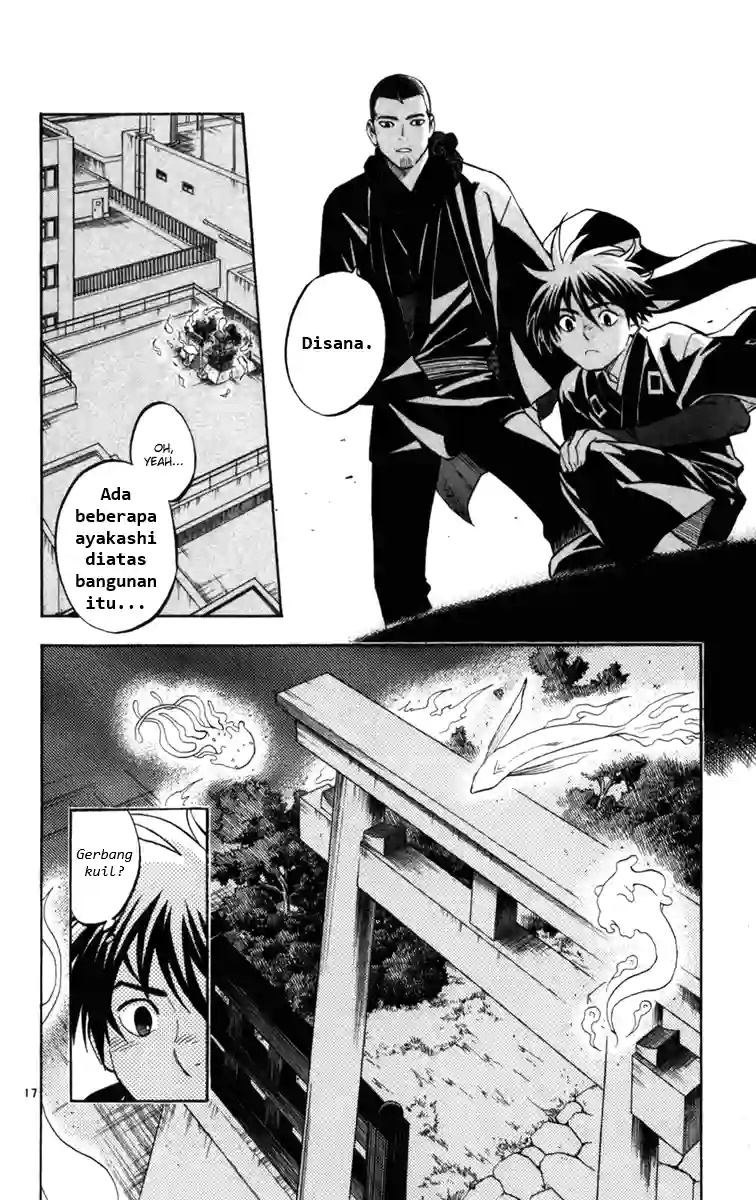 Disana.
OH,
YEAH...
Ada
beberapa
ayakashi
diatas
bangunan
itu...
Gerbang
kuil?
17